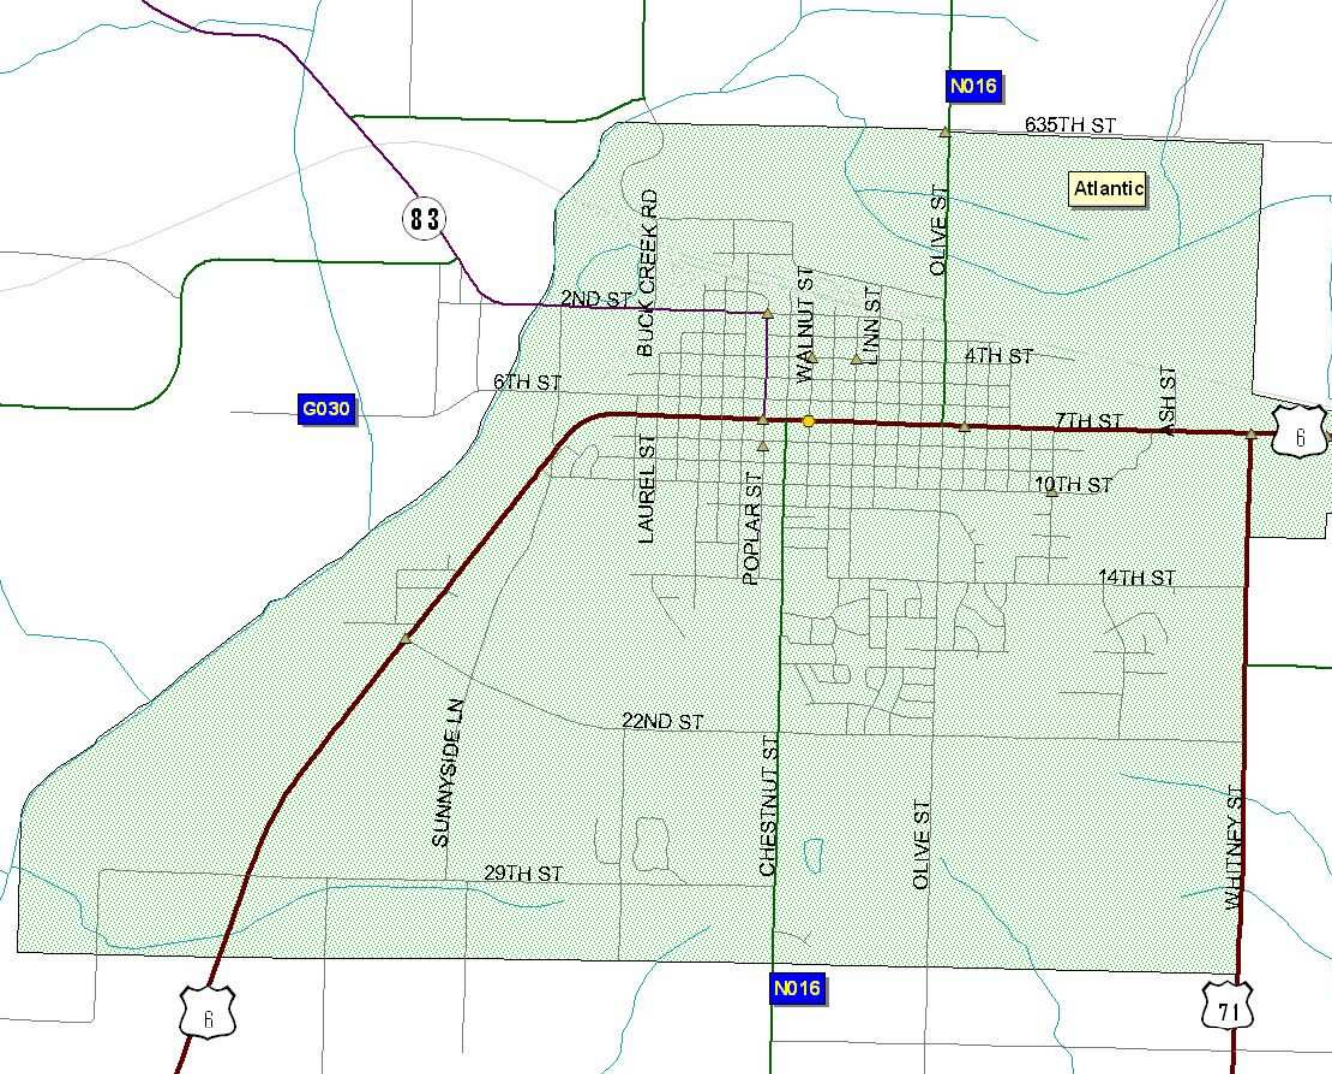 N016
635TH ST
Atlantic
83
OLIVE ST
BUCK CREEK RD
WALNUT ST
LINN ST
2ND ST
4TH ST
6TH ST
G030
7TH ST
ASH ST
6
LAUREL ST
POPLAR ST
10TH ST
14TH ST
22ND ST
SUNNYSIDE LN
CHESTNUT ST
OLIVE ST
WHITNEY ST
29TH ST
N016
6
71